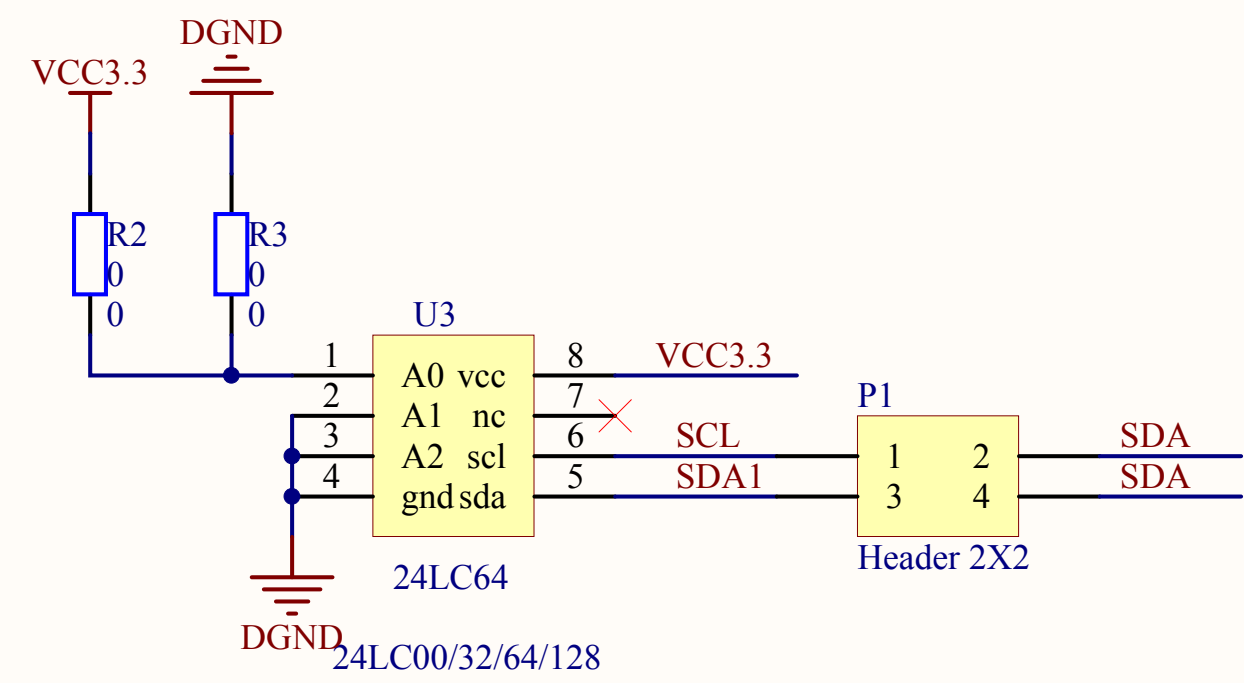 DGND
VCC3.3
R2
0
0
R3
0
0
U3
1
2
3
4
A0 vcc
A1 nc
A2 scl
gnd sda
8
7
6
5
VCC3.3
SCL
SDA1
P1
1 2
3 4
SDA
SDA
Header 2X2
24LC64
DGND
24LC00/32/64/128